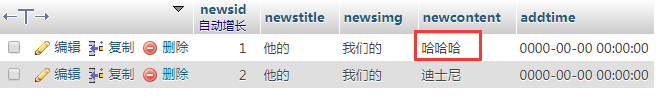 ←T→ newsid newstitle newsimg newcontent addtime
自动增长
编辑 复制 删除 1 他的 我们的 哈哈哈 0000-00-00 00:00:00
编辑 复制 删除 2 他的 我们的 迪士尼 0000-00-00 00:00:00